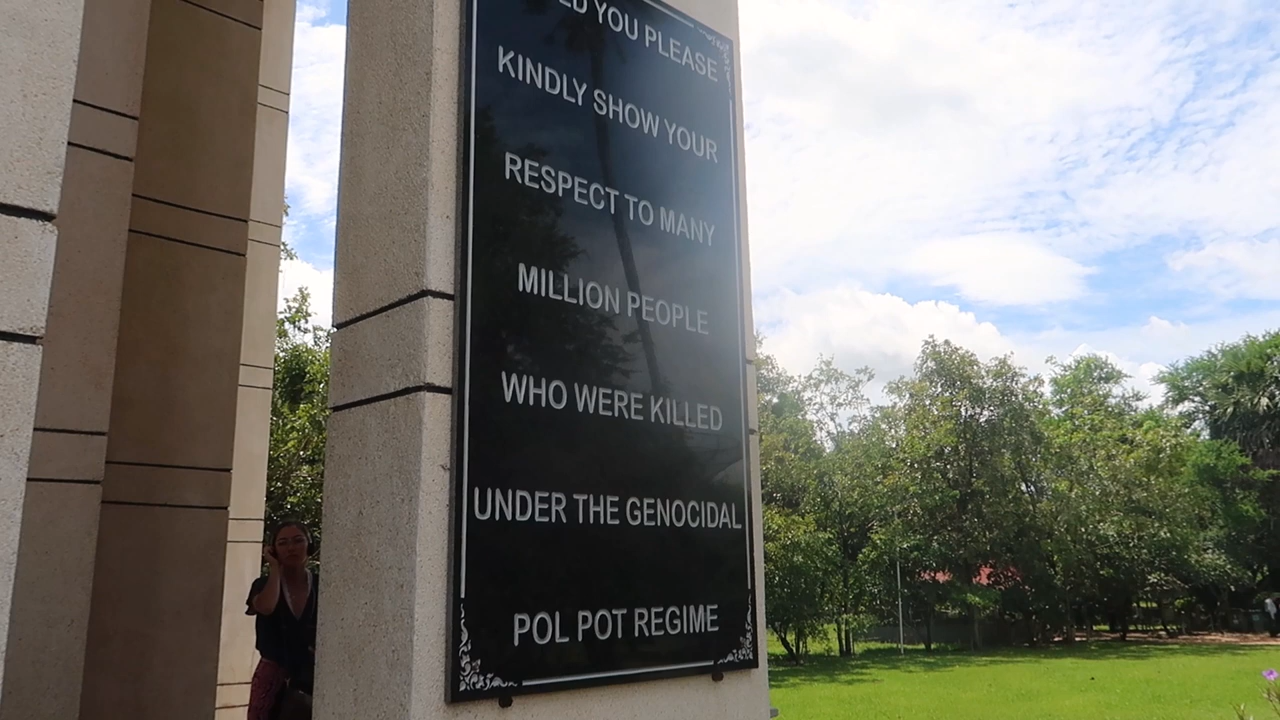 YOU PLEASE
KINDLY SHOW YOUR
RESPECT TO MANY
MILLION PEOPLE
WHO WERE KILLED
UNDER THE GENOCIDAL
POL POT REGIME